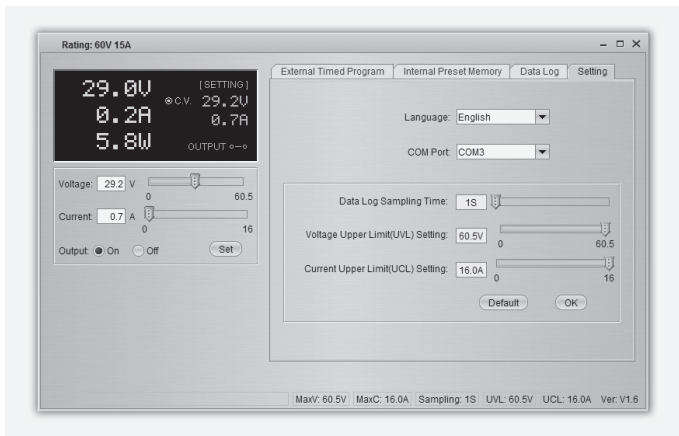 Rating: 60V 15A
29.0V
[SETTING]
C.V. 29.2V
0.2A
0.7A
5.8W
OUTPUT
Voltage: 29.2 V
0 60.5
Current: 0.7 A
0 16
Output: On Off Set
External Timed Program Internal Preset Memory Data Log Setting
Language: English
COM Port: COM3
Data Log Sampling Time: 1S
Voltage Upper Limit(UVL) Setting: 60.5V
0 60.5
Current Upper Limit(UCL) Setting: 16.0A
0 16
Default OK
MaxV: 60.5V MaxC: 16.0A Sampling: 1S UVL: 60.5V UCL: 16.0A Ver: V1.6